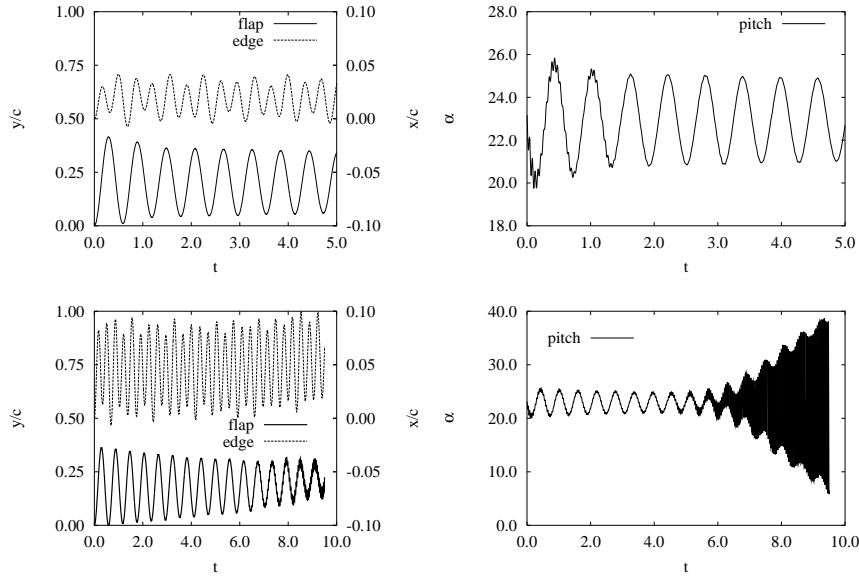 1.00
0.75
0.50
0.25
0.00
y/c
0.10
0.05
0.00
-0.05
-0.10
x/c
flap
edge
0.0 1.0 2.0 3.0 4.0 5.0
t
28.0
26.0
24.0
22.0
20.0
18.0
α
pitch
0.0 1.0 2.0 3.0 4.0 5.0
t
1.00
0.75
0.50
0.25
0.00
y/c
0.10
0.05
0.00
-0.05
-0.10
x/c
flap
edge
0.0 2.0 4.0 6.0 8.0 10.0
t
40.0
30.0
20.0
10.0
0.0
α
pitch
0.0 2.0 4.0 6.0 8.0 10.0
t